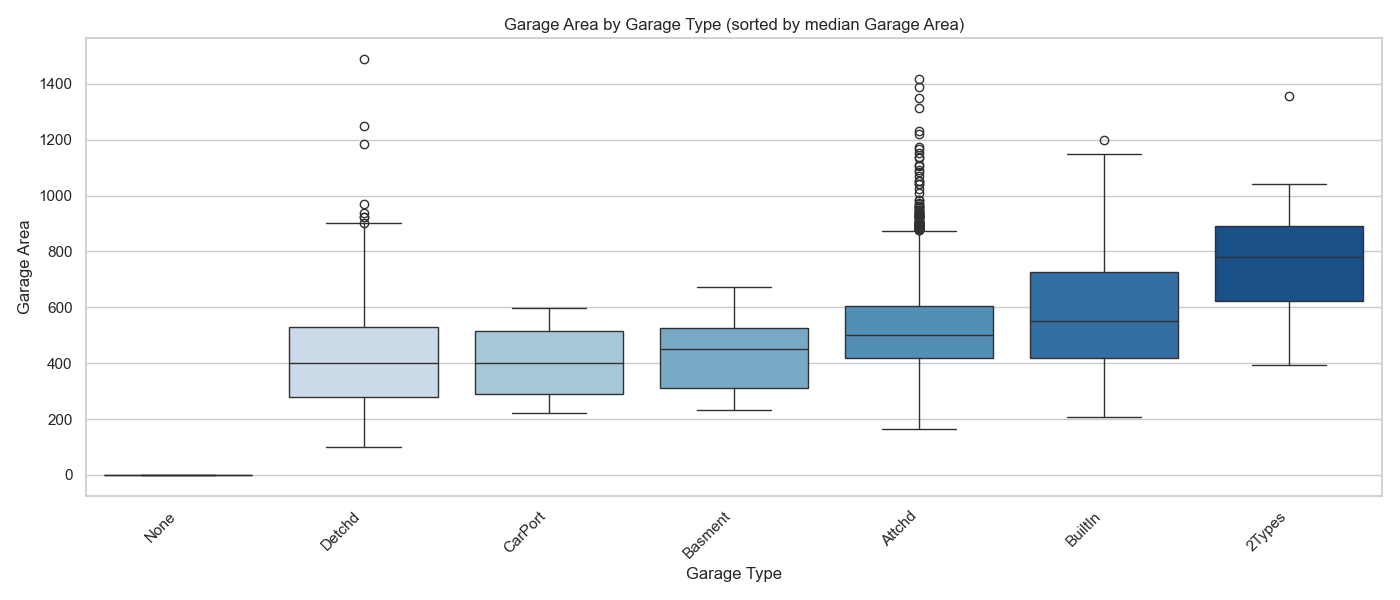 Garage Area by Garage Type (sorted by median Garage Area)
Garage Area
1400
1200
1000
800
600
400
200
0
None
Detchd
CarPort
Basment
Attchd
BuiltIn
2Types
Garage Type